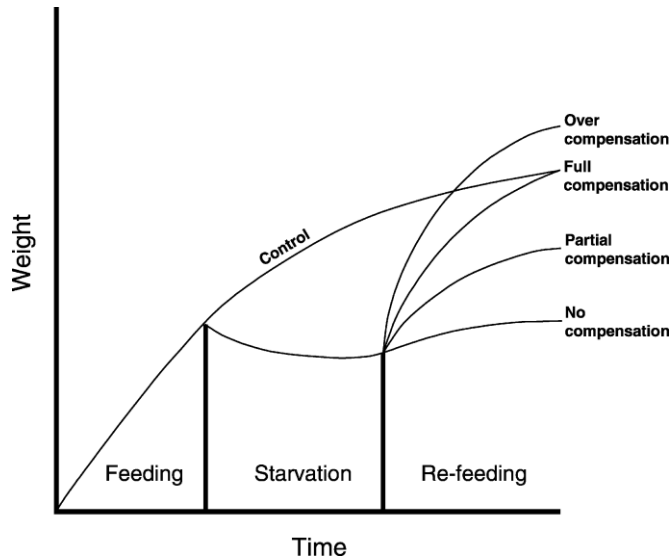 Over
compensation
Full
compensation
Control
Partial
compensation
No
compensation
Weight
Feeding
Starvation
Re-feeding
Time